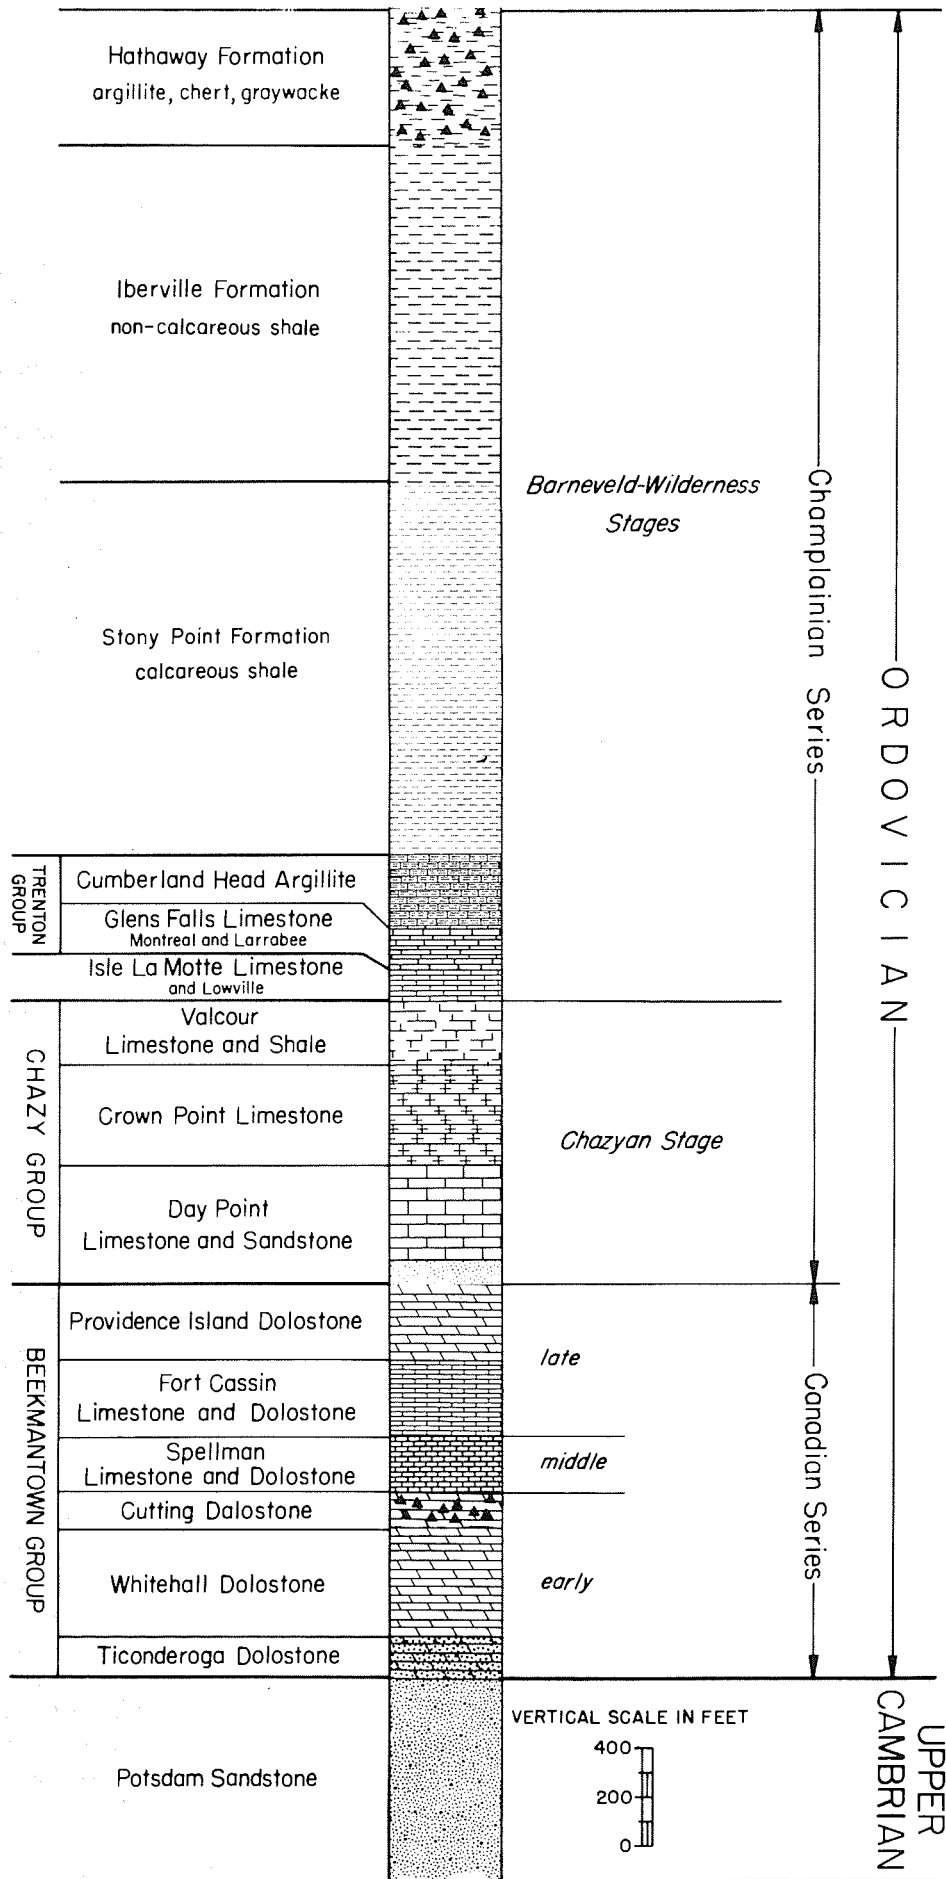 Hathaway Formation
argillite, chert, graywacke
Iberville Formation
non-calcareous shale
Barneveld-Wilderness
Stages
Stony Point Formation
calcareous shale
Champlainian Series
ORDOVICIAN
TRENTON
GROUP
Cumberland Head Argillite
Glens Falls Limestone
Montreal and Larrabee
Isle La Motte Limestone
and Lowville
CHAZY GROUP
Valcour
Limestone and Shale
Crown Point Limestone
Chazyan Stage
Day Point
Limestone and Sandstone
BEEKMANTOWN GROUP
Providence Island Dolostone
late
Fort Cassin
Limestone and Dolostone
Spellman
Limestone and Dolostone
middle
Cutting Dalostone
Whitehall Dolostone
early
Ticonderoga Dolostone
Canadian Series
Potsdam Sandstone
VERTICAL SCALE IN FEET
400
200
0
UPPER
CAMBRIAN